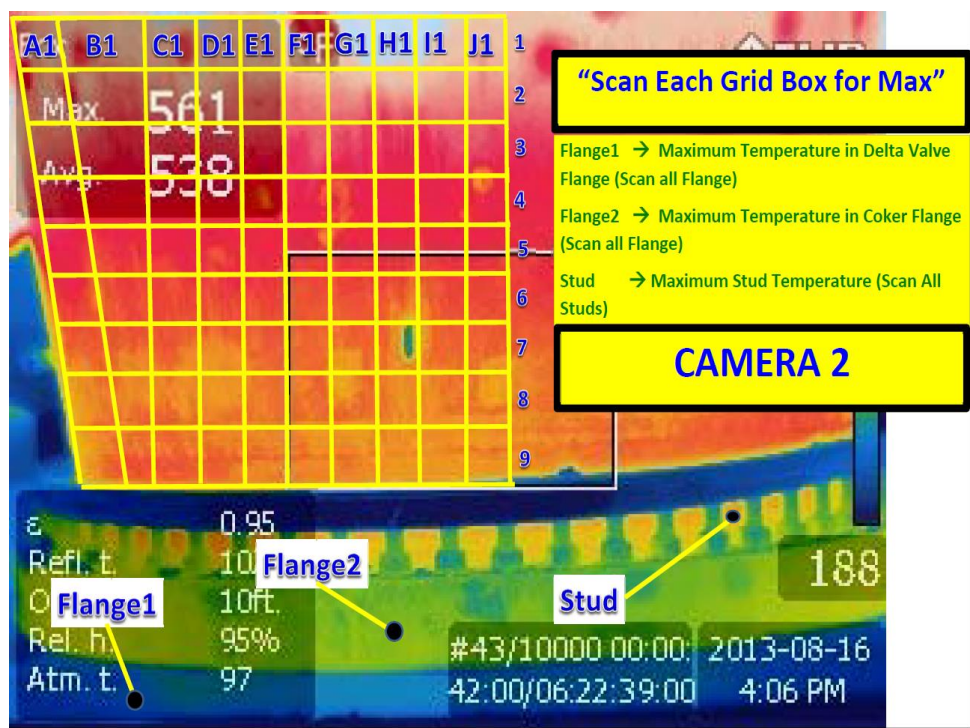 A1 B1 C1 D1 E1 F1 G1 H1 I1 J1 1
2
Max. 561
3
Avg. 538
4
5
6
7
8
9
“Scan Each Grid Box for Max”
Flange1 → Maximum Temperature in Delta Valve
Flange (Scan all Flange)
Flange2 → Maximum Temperature in Coker Flange
(Scan all Flange)
Stud → Maximum Stud Temperature (Scan All
Studs)
CAMERA 2
ε 0.95
Refl. t.
Flange2
188
Flange1
10ft.
Stud
Rel. h. 95%
Atm. t. 97
#43/10000 00:00:
42:00/06:22:39:00
2013-08-16
4:06 PM